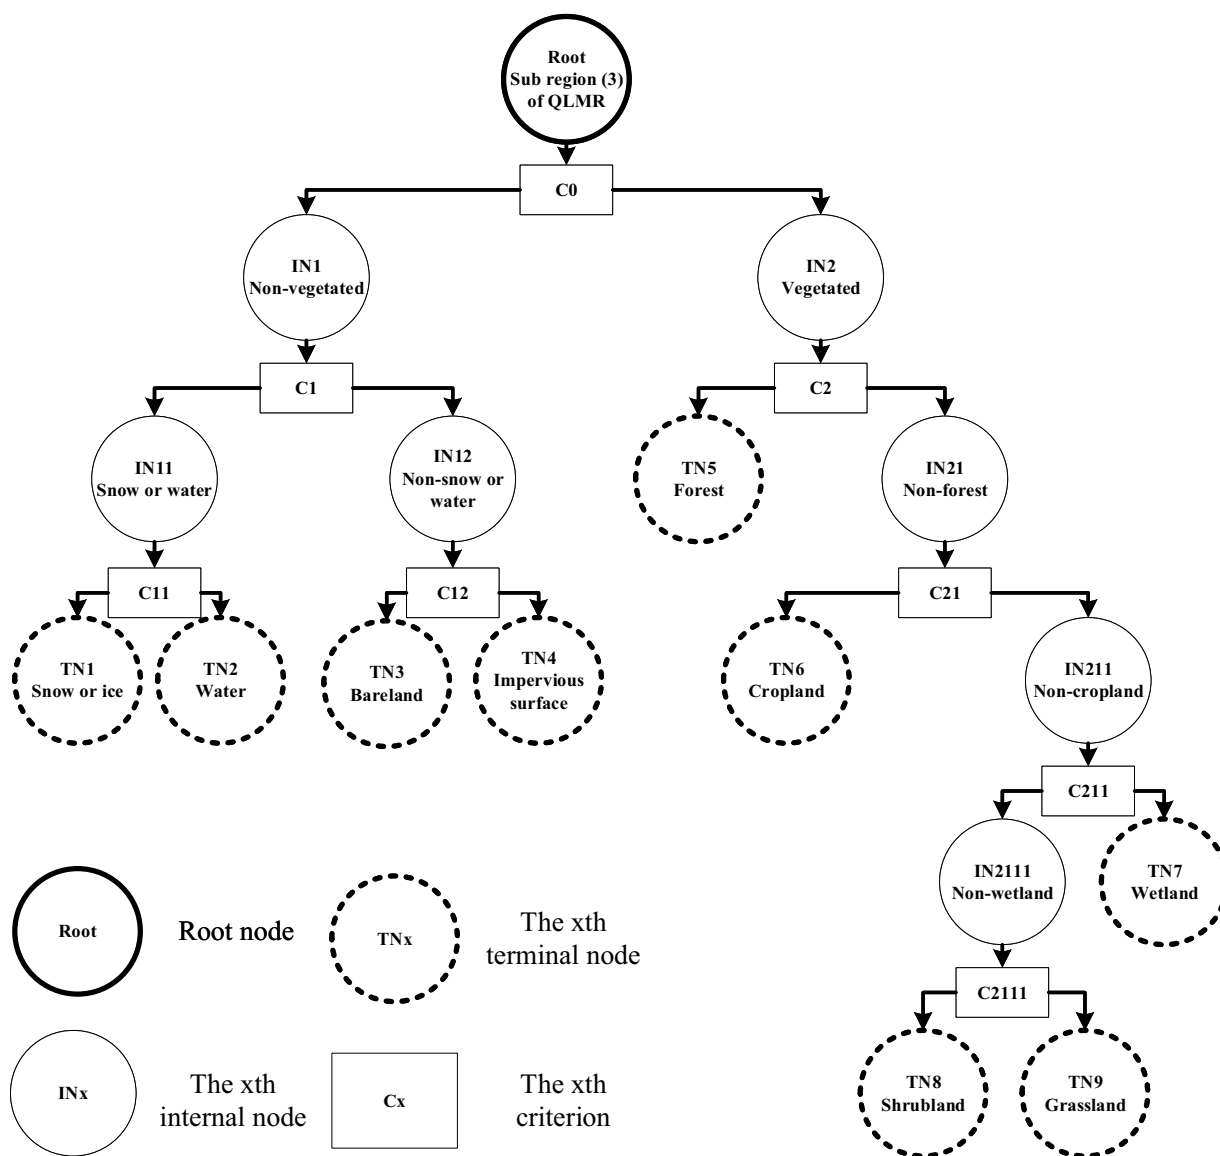 Root
Sub region (3)
of QLMR
C0
IN1
Non-vegetated
IN2
Vegetated
C1
C2
IN11
Snow or water
IN12
Non-snow or
water
TN5
Forest
IN21
Non-forest
C11
C12
C21
TN1
Snow or ice
TN2
Water
TN3
Bareland
TN4
Impervious
surface
TN6
Cropland
IN211
Non-cropland
C211
IN2111
Non-wetland
TN7
Wetland
C2111
TN8
Shrubland
TN9
Grassland
Root
Root node
TNx
The xth
terminal node
INx
The xth
internal node
Cx
The xth
criterion